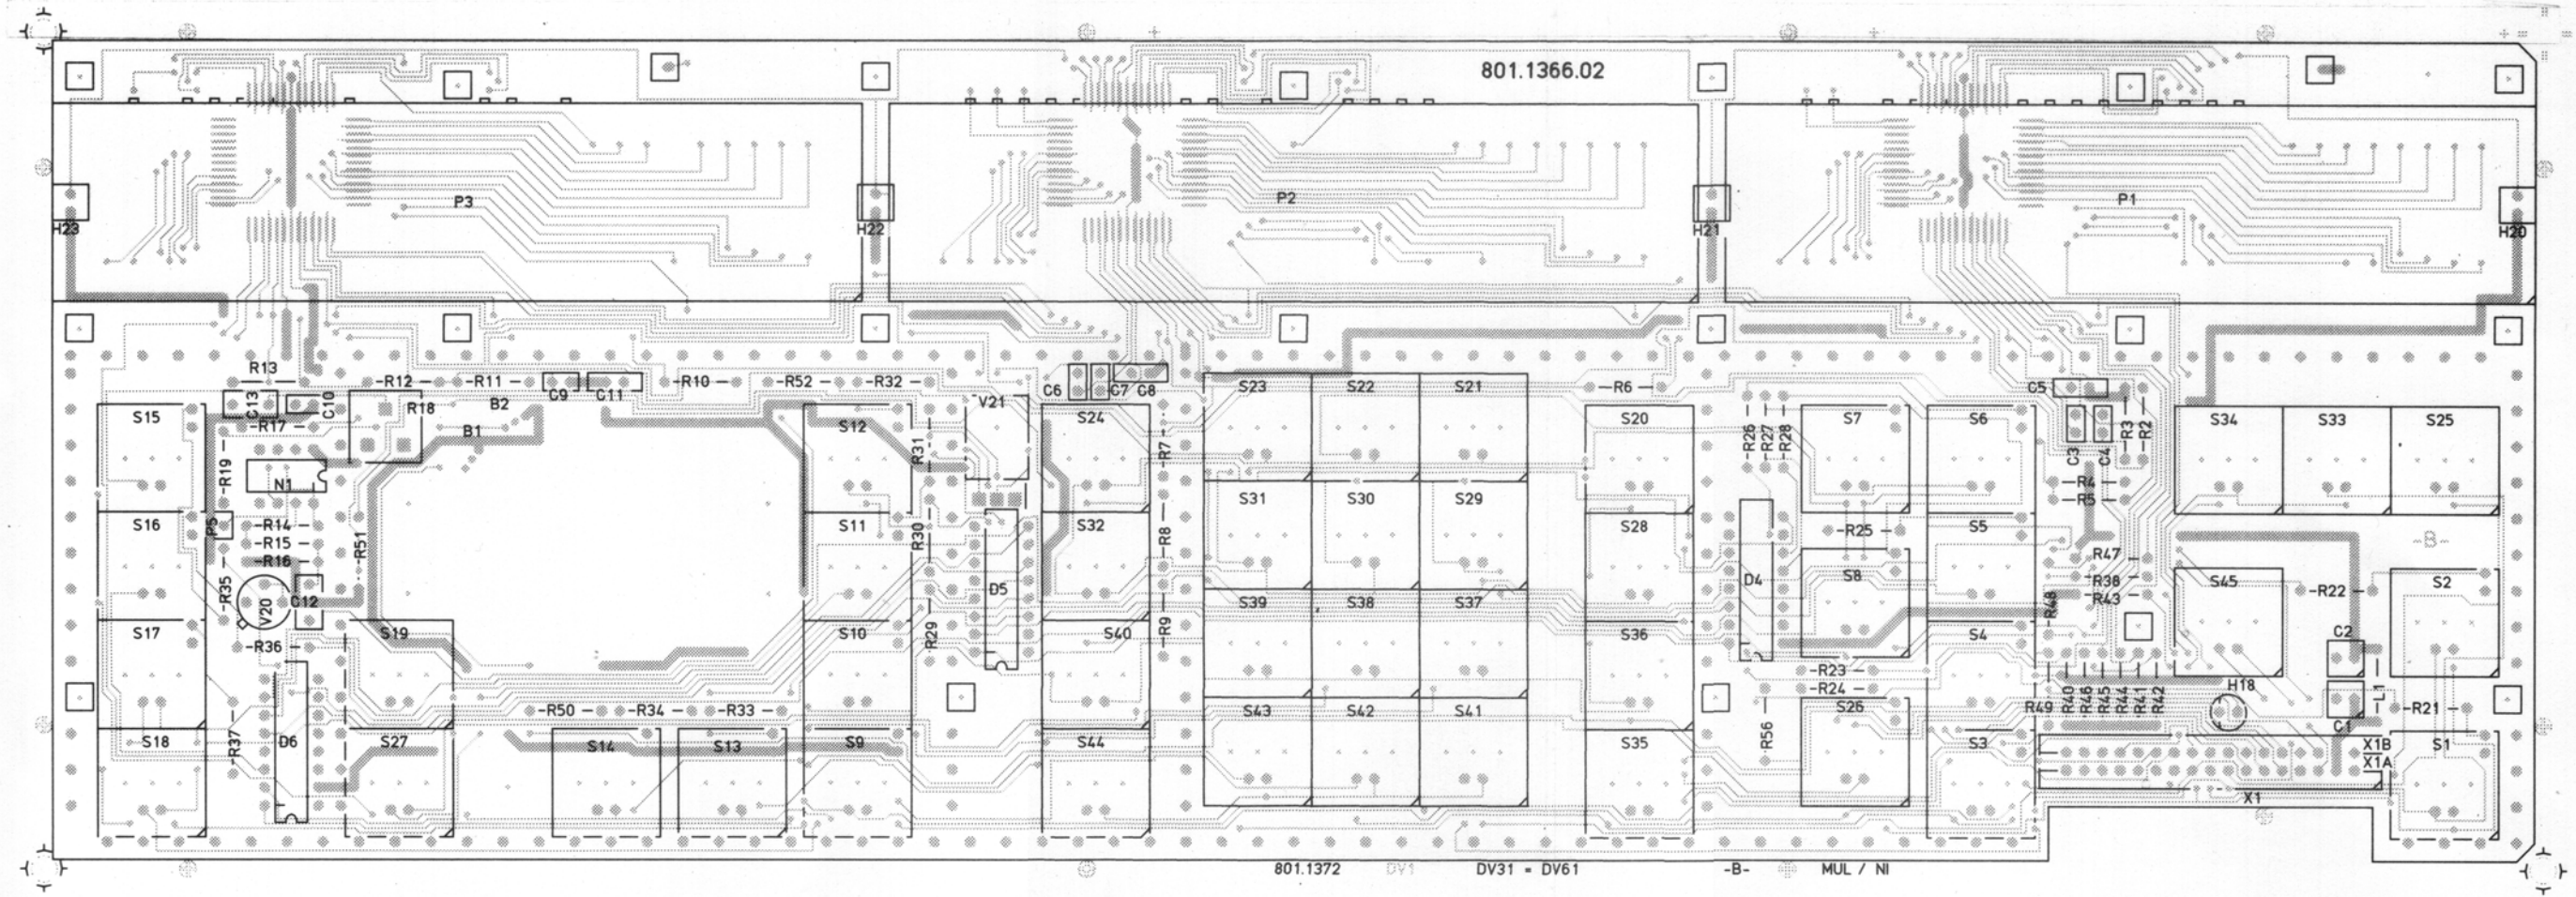 801.1366.02
P3 P2 P1
H23 H22 H21 H20
R13 R12 R11 C9 C11 R10 R52 R32 C6 C7 C8 S23 S22 S21 R6 C5
C13 C10 R18 B2 V21
S15 R17 B1 S12 S24 S20 R26 R27 R28 S7 S6 R3 R2 S34 S33 S25
R19 N1 R31 R7 C3 C4
S31 S30 S29 R4 R5
S16 P5 R14 R15 R16 R51 S11 R30 S32 R8 S28 R25 S5 -B-
R35 V20 C12 D5 D4 S8 R47 R38 R43 R48 S45 R22 S2
S39 S38 S37
S17 R36 S19 S10 R29 S40 R9 S36 S4 C2
R23 R24
R50 R34 R33 S43 S42 S41 S26 R49 R40 R46 R45 R44 R41 R42 H18 L1 C1 R21
S18 R37 D6 S27 S14 S13 S9 S44 S35 R56 S3 X1B S1
X1A
X1
801.1372 DV1 DV31 = DV61 -B- MUL / NI